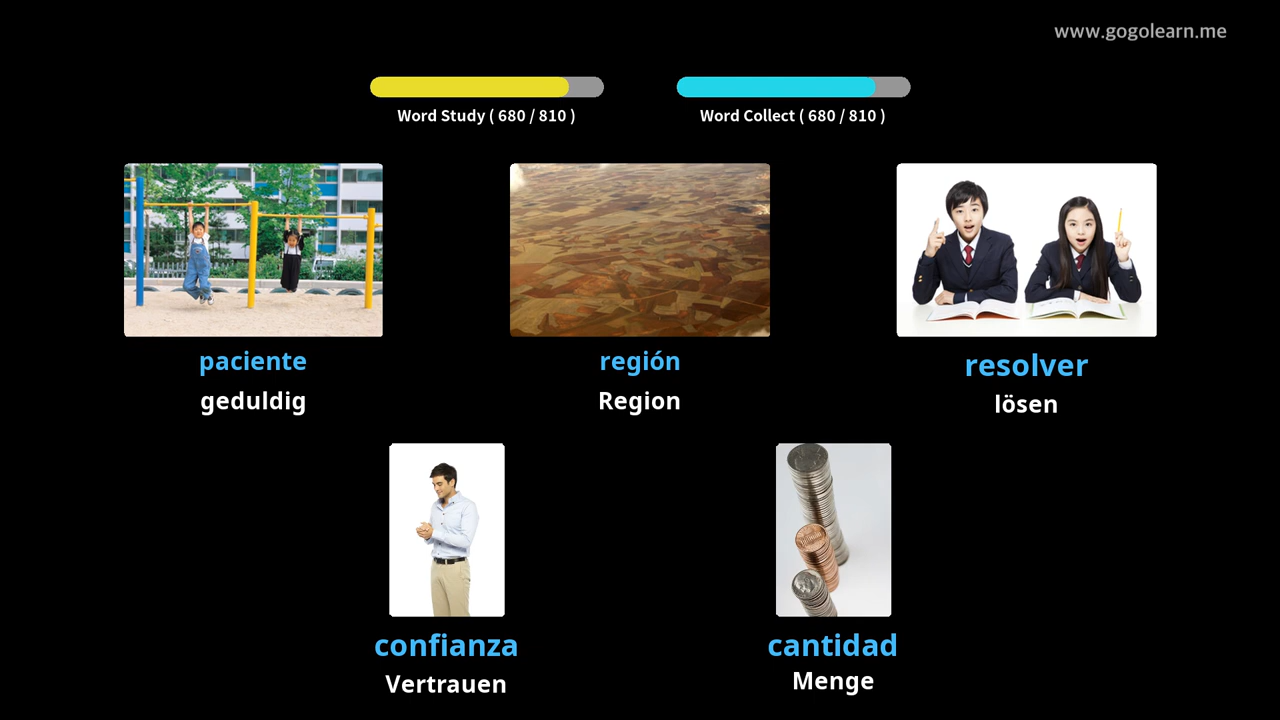 www.gogolearn.me
Word Study ( 680 / 810 )
Word Collect ( 680 / 810 )
paciente
geduldig
región
Region
resolver
lösen
confianza
Vertrauen
cantidad
Menge